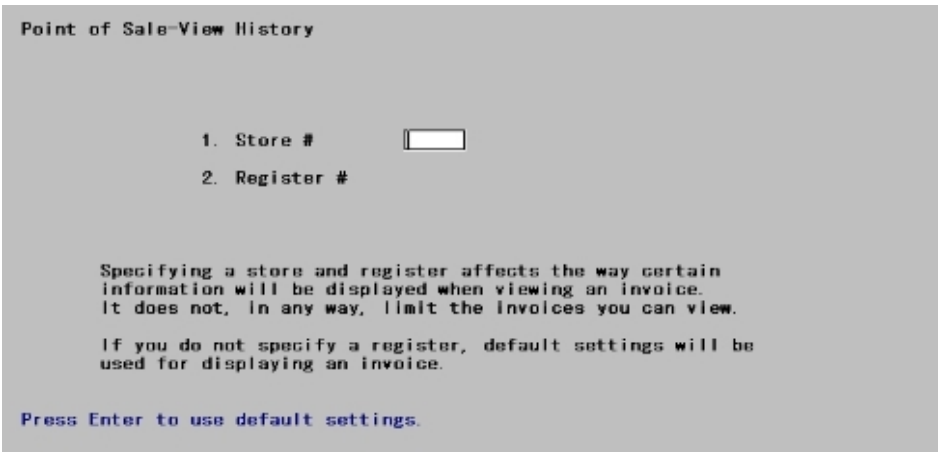 Point of Sale-View History
1. Store #
2. Register #
Specifying a store and register affects the way certain
information will be displayed when viewing an invoice.
It does not, in any way, limit the invoices you can view.
If you do not specify a register, default settings will be
used for displaying an invoice.
Press Enter to use default settings.